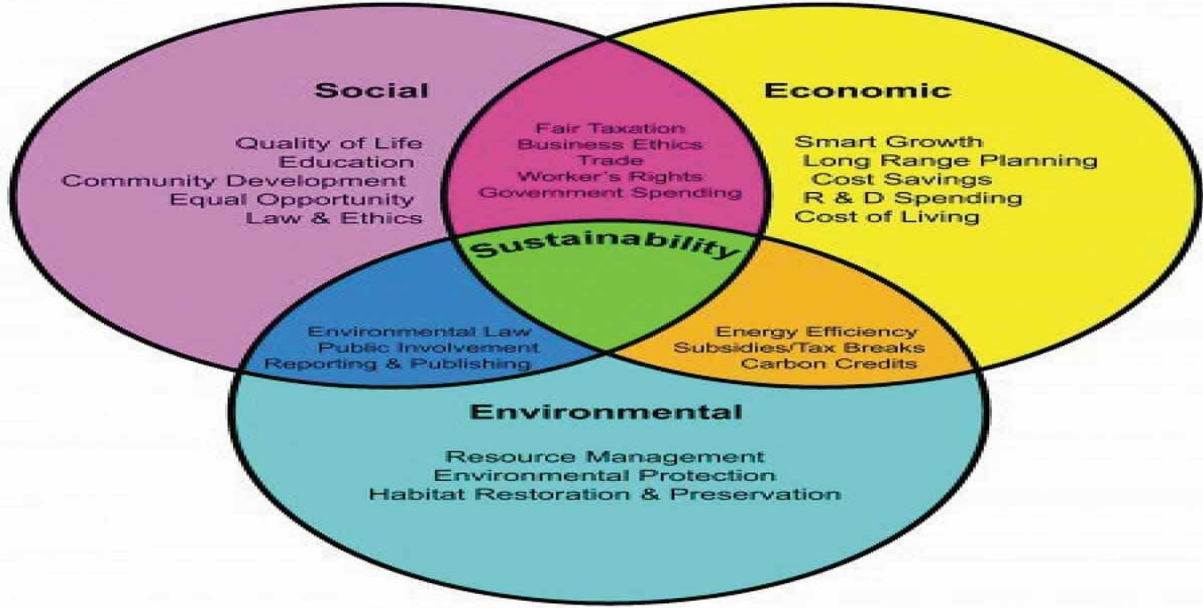 Social
Quality of Life
Education
Community Development
Equal Opportunity
Law & Ethics
Fair Taxation
Business Ethics
Trade
Worker's Rights
Government Spending
Economic
Smart Growth
Long Range Planning
Cost Savings
R & D Spending
Cost of Living
Sustainability
Environmental Law
Public Involvement
Reporting & Publishing
Energy Efficiency
Subsidies/Tax Breaks
Carbon Credits
Environmental
Resource Management
Environmental Protection
Habitat Restoration & Preservation